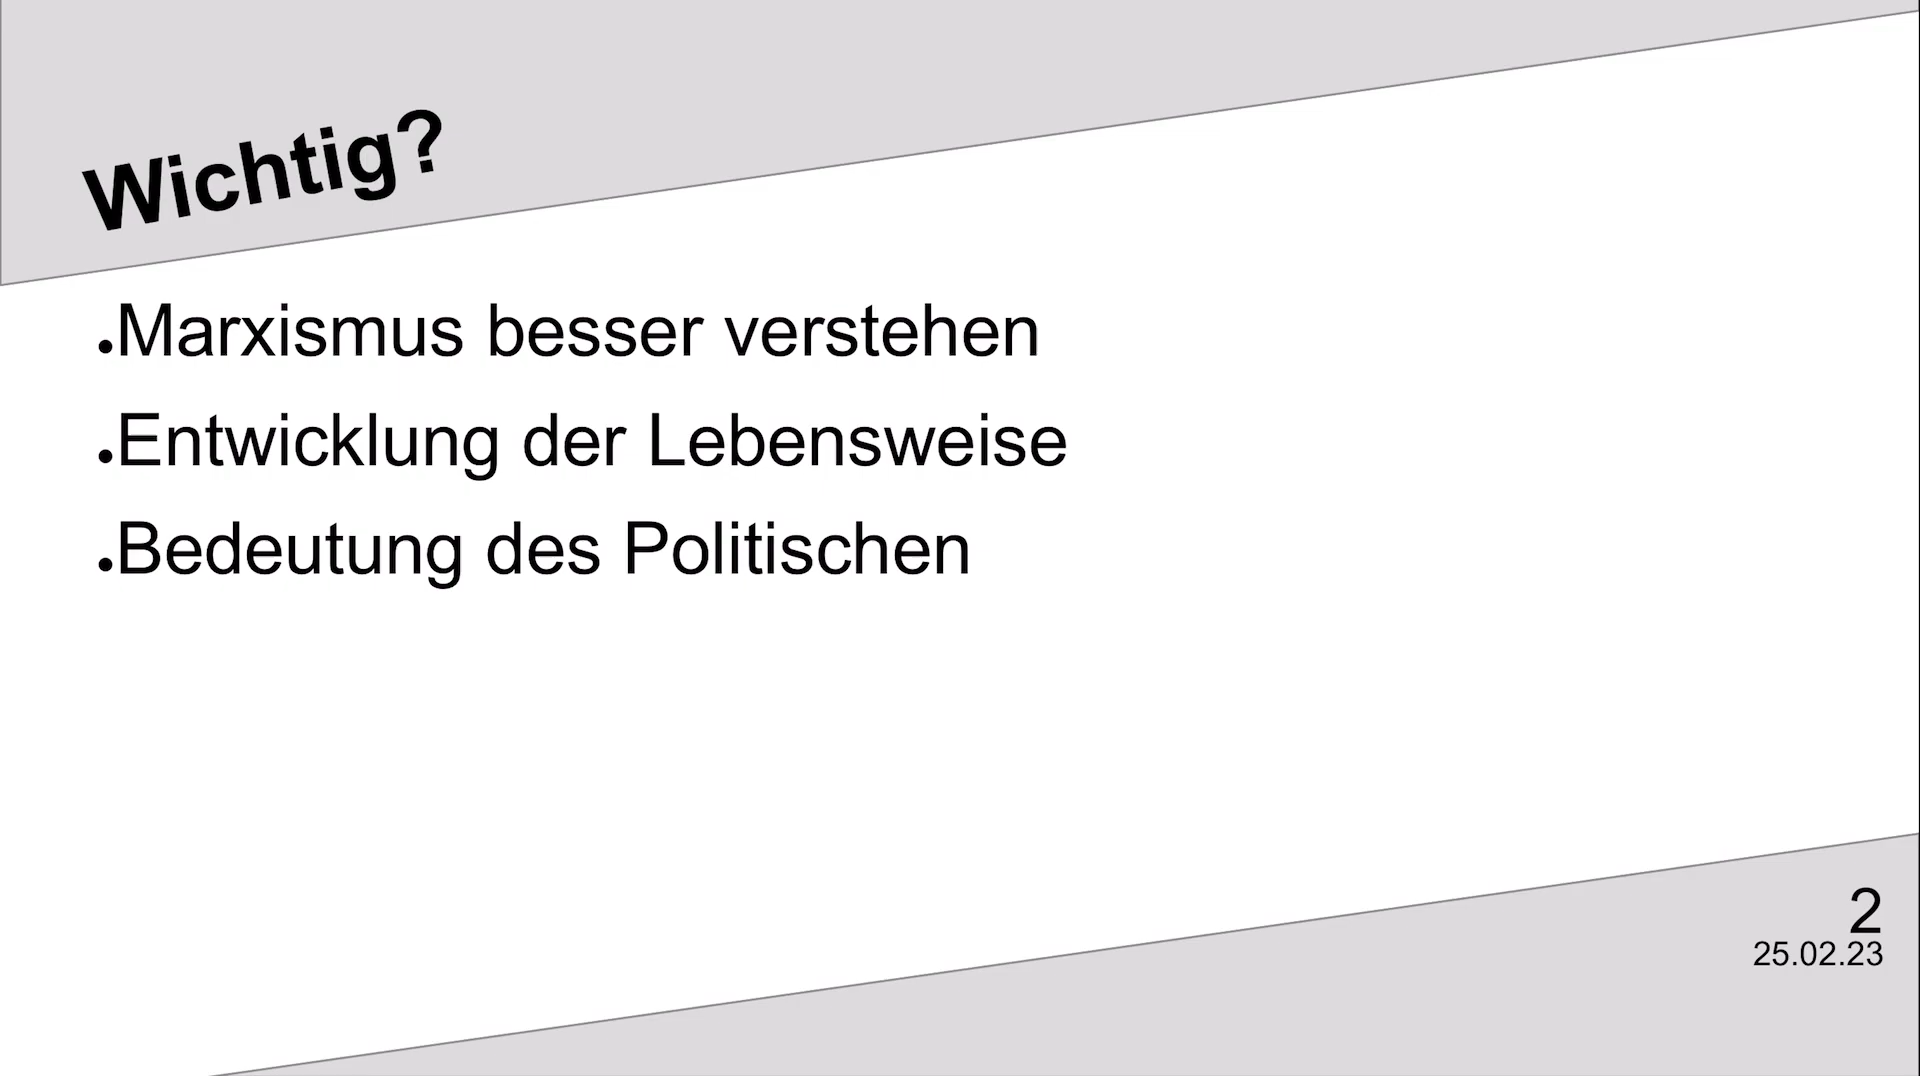 Wichtig?
●Marxismus besser verstehen
●Entwicklung der Lebensweise
●Bedeutung des Politischen
2
25.02.23